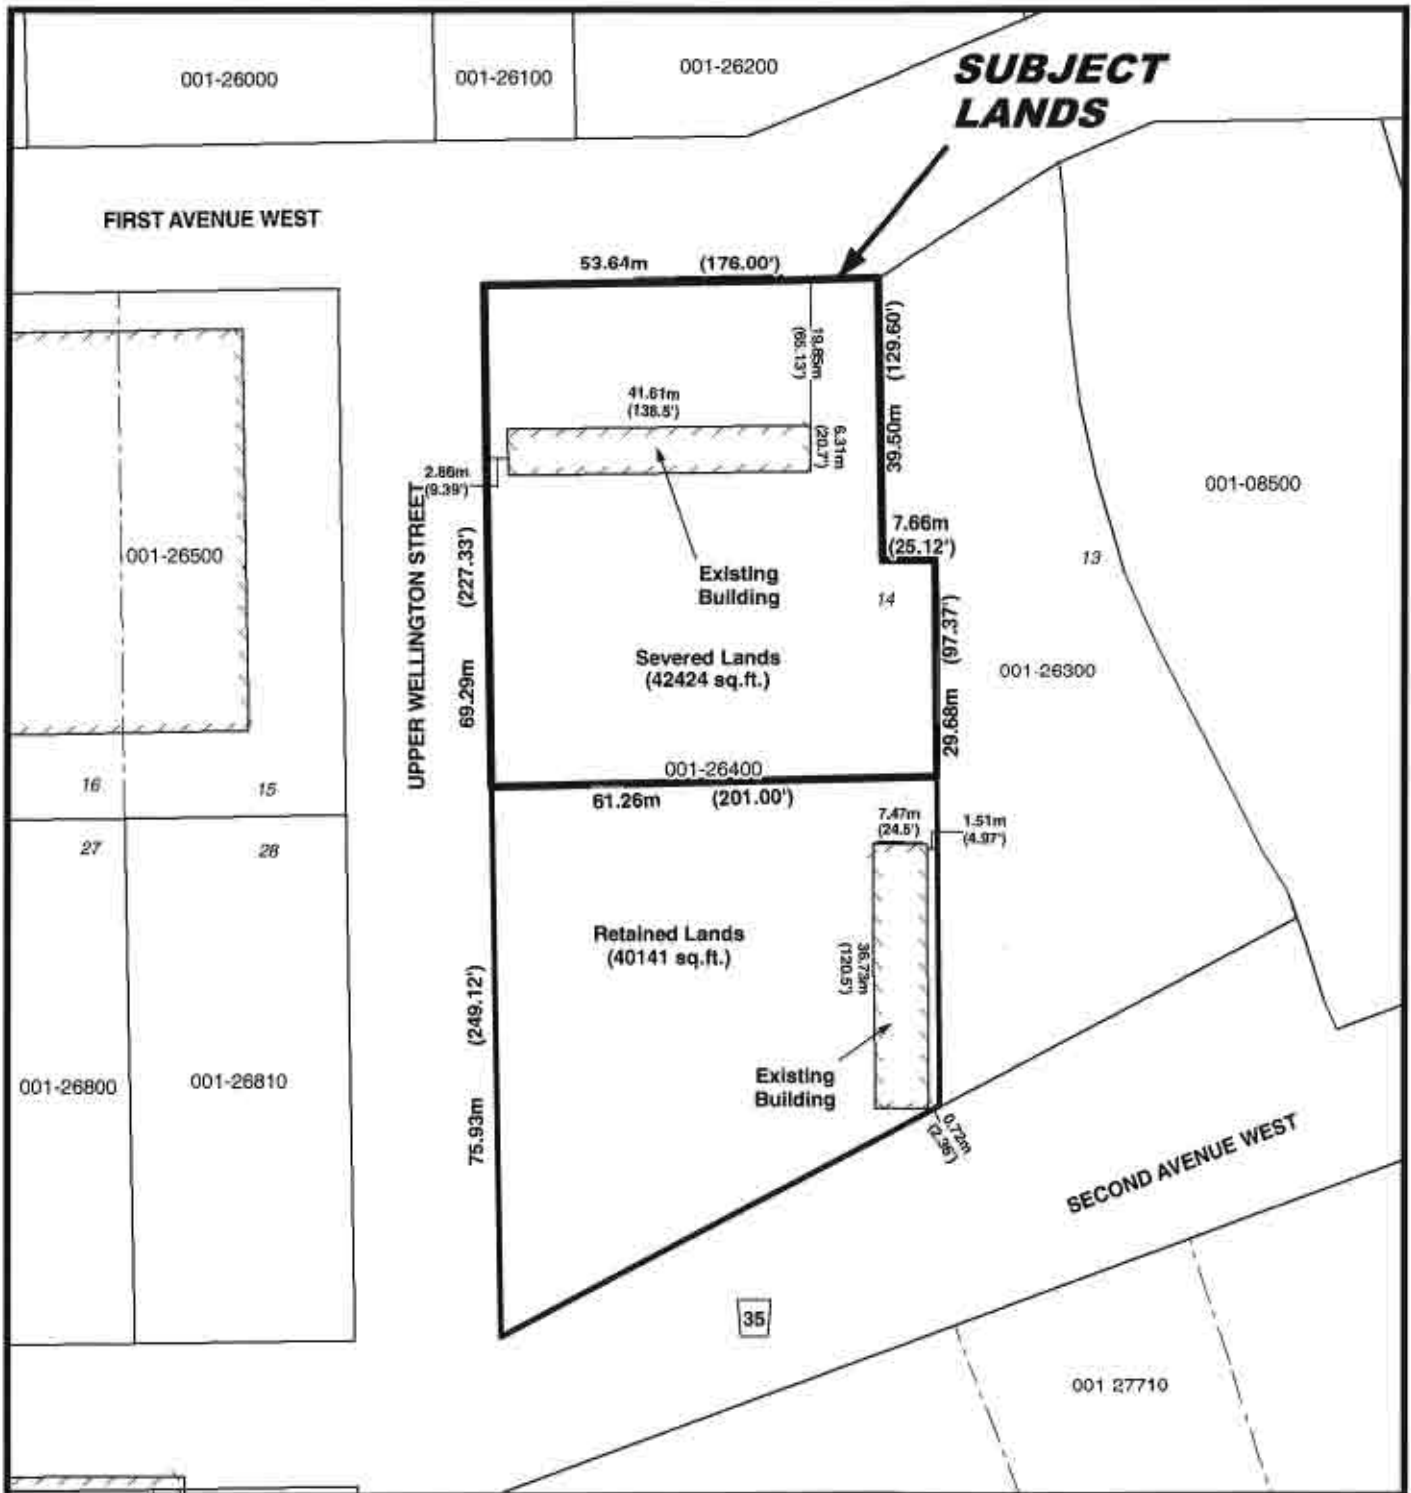 001-26000
001-26100
001-26200
SUBJECT
LANDS
FIRST AVENUE WEST
53.64m (176.00')
19.85m
(65.13')
39.50m (129.60')
41.61m
(138.5')
6.31m
(20.7')
2.86m
(9.39')
001-08500
UPPER WELLINGTON STREET
69.29m (227.33')
7.66m
(25.12')
001-26500
13
Existing
Building
14
Severed Lands
(42424 sq.ft.)
29.68m (97.37')
001-26300
001-26400
61.26m (201.00')
16
15
27
28
7.47m
(24.5')
1.51m
(4.97')
Retained Lands
(40141 sq.ft.)
36.73m
(120.5')
75.93m (249.12')
001-26800
001-26810
Existing
Building
0.72m
(2.36')
SECOND AVENUE WEST
35
001 27710